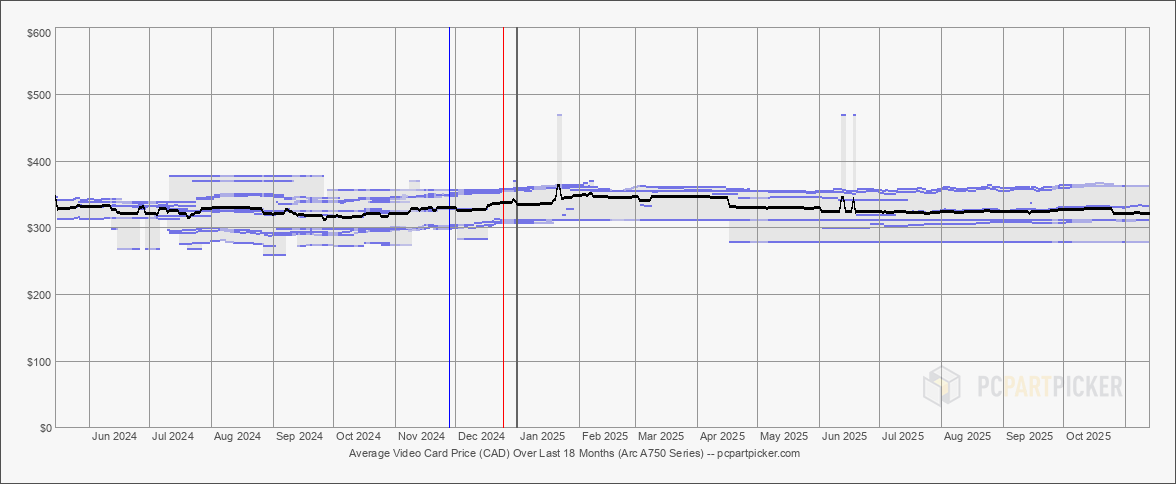 $600
$500
$400
$300
$200
$100
$0
PCPARTPICKER
Jun 2024 Jul 2024 Aug 2024 Sep 2024 Oct 2024 Nov 2024 Dec 2024 Jan 2025 Feb 2025 Mar 2025 Apr 2025 May 2025 Jun 2025 Jul 2025 Aug 2025 Sep 2025 Oct 2025
Average Video Card Price (CAD) Over Last 18 Months (Arc A750 Series) -- pcpartpicker.com